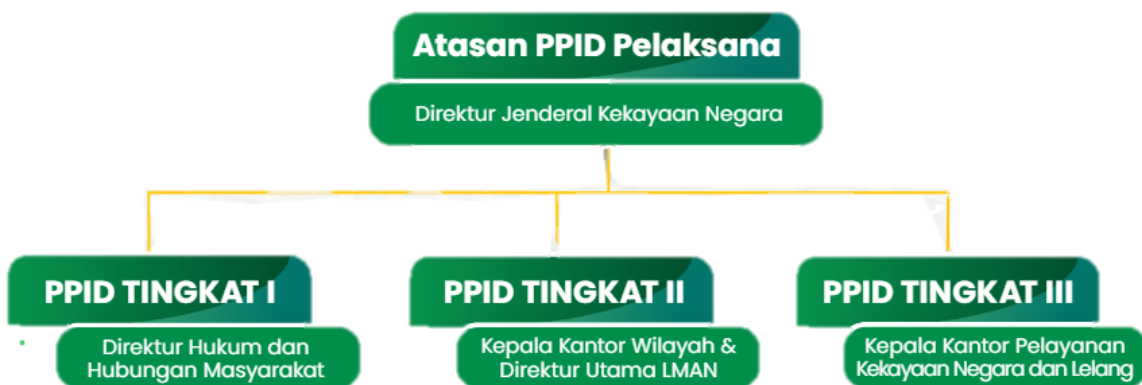 Atasan PPID Pelaksana
Direktur Jenderal Kekayaan Negara
PPID TINGKAT I
Direktur Hukum dan
Hubungan Masyarakat
PPID TINGKAT II
Kepala Kantor Wilayah &
Direktur Utama LMAN
PPID TINGKAT III
Kepala Kantor Pelayanan
Kekayaan Negara dan Lelang